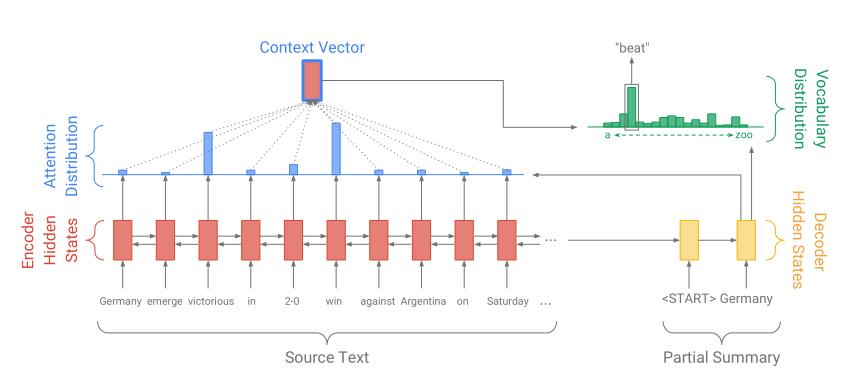 Context Vector
"beat"
a
zoo
Vocabulary
Distribution
Attention
Distribution
Encoder
Hidden
States
...
Decoder
Hidden States
Germany emerge victorious in 2-0 win against Argentina on Saturday ...
<START> Germany
Source Text
Partial Summary